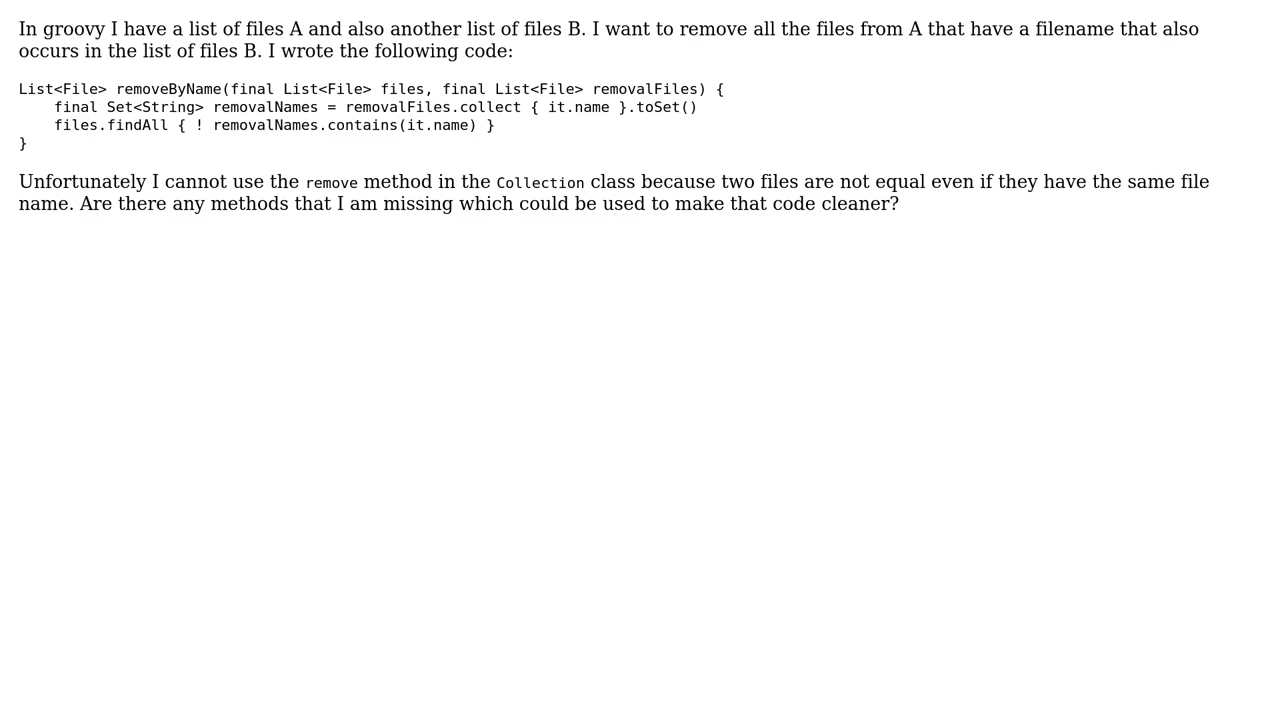 In groovy I have a list of files A and also another list of files B. I want to remove all the files from A that have a filename that also
occurs in the list of files B. I wrote the following code:
List<File> removeByName(final List<File> files, final List<File> removalFiles) {
    final Set<String> removalNames = removalFiles.collect { it.name }.toSet()
    files.findAll { ! removalNames.contains(it.name) }
}
Unfortunately I cannot use the remove method in the Collection class because two files are not equal even if they have the same file
name. Are there any methods that I am missing which could be used to make that code cleaner?